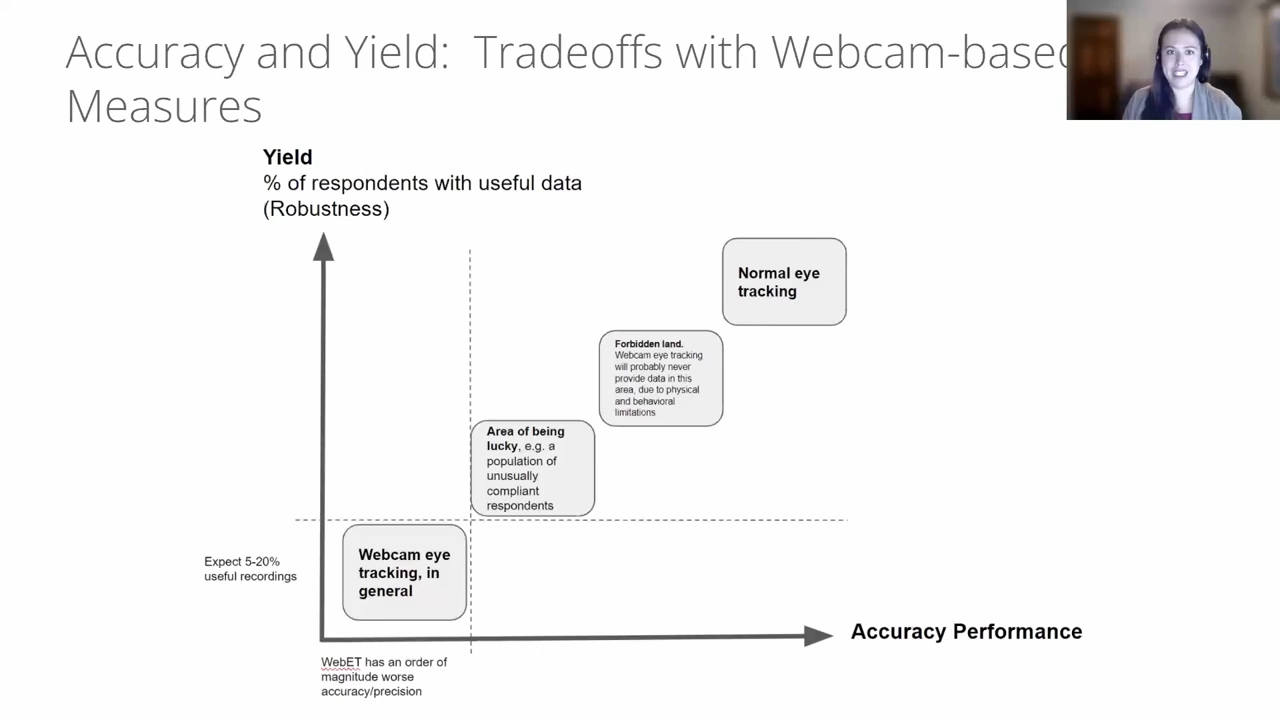 Accuracy and Yield: Tradeoffs with Webcam-based
Measures
Yield
% of respondents with useful data
(Robustness)
Normal eye
tracking
Forbidden land.
Webcam eye tracking
will probably never
provide data in this
area, due to physical
and behavioral
limitations
Area of being
lucky, e.g. a
population of
unusually
compliant
respondents
Expect 5-20%
useful recordings
Webcam eye
tracking, in
general
Accuracy Performance
WebET has an order of
magnitude worse
accuracy/precision